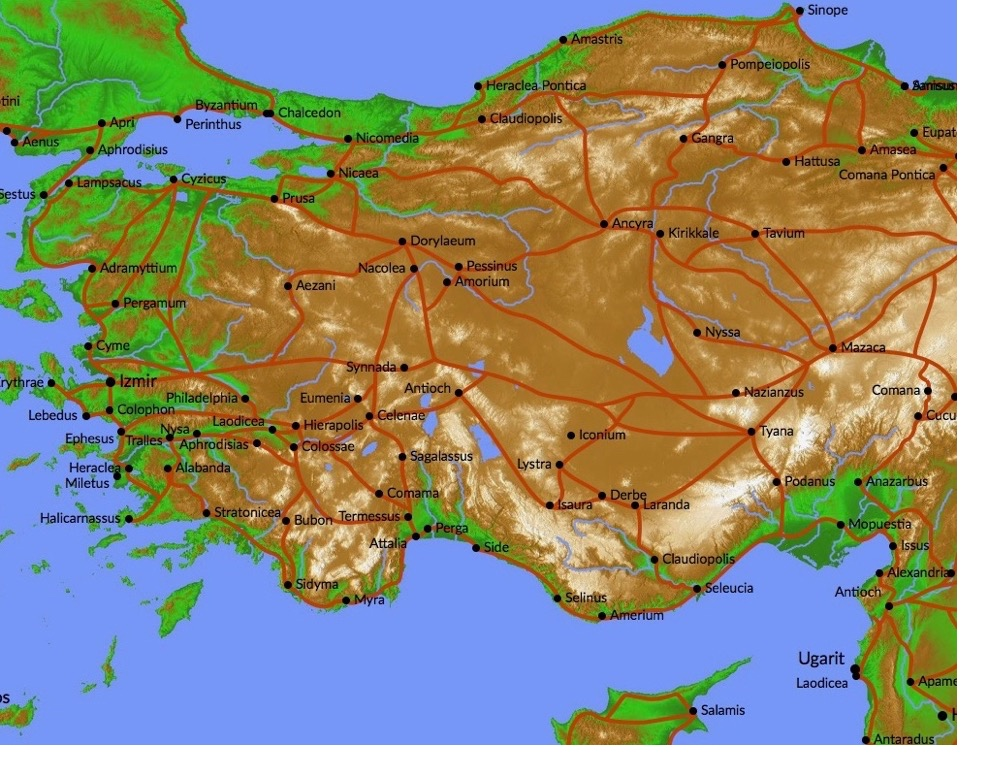 Sinope
Amastris
Pompeiopolis
Heraclea Pontica
Byzantium
Chalcedon
Claudiopolis
tini
Apri
Perinthus
Aenus
Nicomedia
Gangra
Eupat
Aphrodisius
Amasea
Hattusa
Comana Pontica
Nicaea
Lampsacus
Cyzicus
Sestus
Prusa
Ancyra
Kirikkale
Tavium
Dorylaeum
Adramyttium
Nacolea
Pessinus
Amorium
Aezani
Pergamum
Nyssa
Cyme
Mazaca
Synnada
rythrae
Izmir
Antioch
Nazianzus
Comana
Philadelphia
Eumenia
Lebedus
Colophon
Celenae
Cucu
Laodicea
Hierapolis
Nysa
Ephesus
Tralles
Aphrodisias
Colossae
Iconium
Tyana
Sagalassus
Lystra
Heraclea
Alabanda
Miletus
Podanus
Anazarbus
Comama
Derbe
Isaura
Laranda
Halicarnassus
Stratonicea
Bubon
Termessus
Perga
Mopuestia
Attalia
Side
Issus
Claudiopolis
Alexandria
Sidyma
Seleucia
Antioch
Myra
Selinus
Amerium
Ugarit
Laodicea
Apame
os
Salamis
H
Antaradus